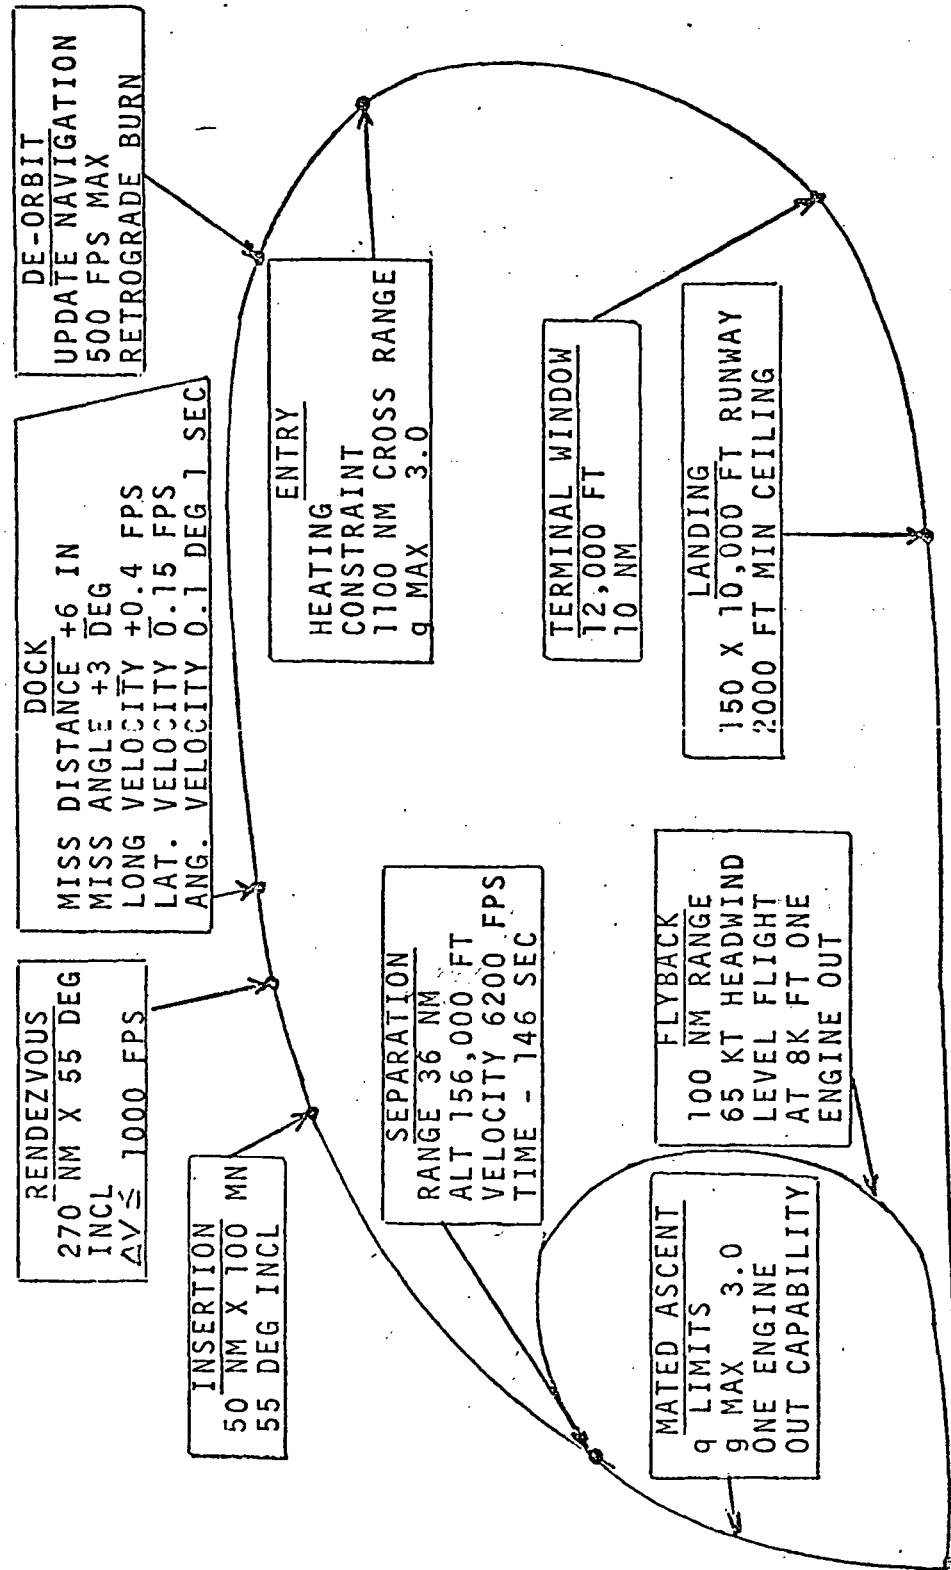 RENDEZVOUS
270 NM X 55 DEG
INCL
ΔV≤ 1000 FPS
DOCK
MISS DISTANCE +6 IN
MISS ANGLE +3 DEG
LONG VELOCITY +0.4 FPS
LAT. VELOCITY 0.15 FPS
ANG. VELOCITY 0.1 DEG 1 SEC
DE-ORBIT
UPDATE NAVIGATION
500 FPS MAX
RETROGRADE BURN
INSERTION
50 NM X 100 MN
55 DEG INCL
ENTRY
HEATING
CONSTRAINT
1100 NM CROSS RANGE
g MAX 3.0
SEPARATION
RANGE 36 NM
ALT 156,000 FT
VELOCITY 6200 FPS
TIME - 146 SEC
TERMINAL WINDOW
12,000 FT
10 NM
MATED ASCENT
q LIMITS
g MAX 3.0
ONE ENGINE
OUT CAPABILITY
FLYBACK
100 NM RANGE
65 KT HEADWIND
LEVEL FLIGHT
AT 8K FT ONE
ENGINE OUT
LANDING
150 X 10,000 FT RUNWAY
2000 FT MIN CEILING